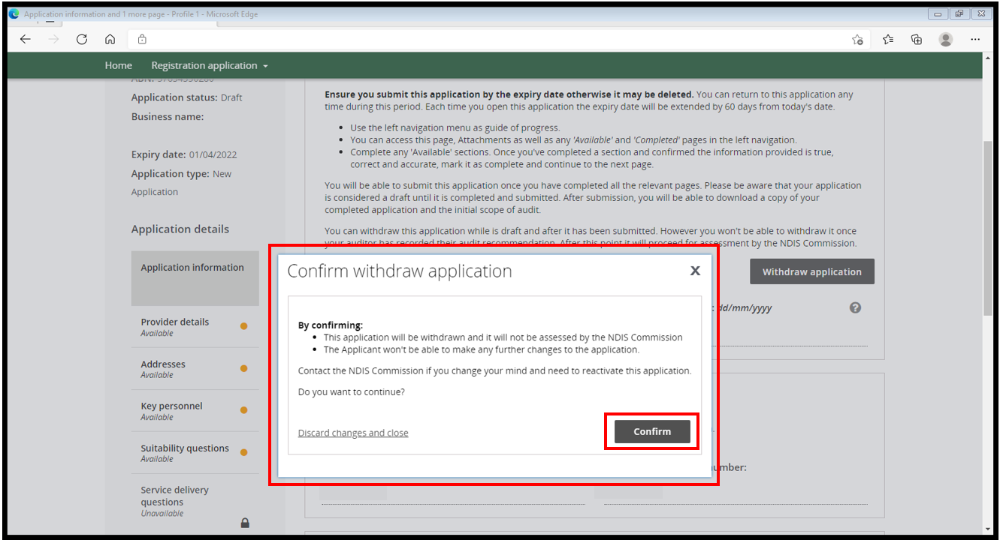 Application information and 1 more page - Profile 1 - Microsoft Edge
Home
Registration application
Application status: Draft
Business name:
Expiry date: 01/04/2022
Application type: New
Application
Application details
Application information
Provider details
Available
Addresses
Available
Key personnel
Available
Suitability questions
Available
Service delivery
questions
Unavailable
Ensure you submit this application by the expiry date otherwise it may be deleted. You can return to this application any
time during this period. Each time you open this application the expiry date will be extended by 60 days from today's date.
• Use the left navigation menu as guide of progress.
• You can access this page, Attachments as well as any 'Available' and 'Completed' pages in the left navigation.
• Complete any 'Available' sections. Once you've completed a section and confirmed the information provided is true,
correct and accurate, mark it as complete and continue to the next page.
You will be able to submit this application once you have completed all the relevant pages. Please be aware that your application
is considered a draft until it is completed and submitted. After submission, you will be able to download a copy of your
completed application and the initial scope of audit.
You can withdraw this application while is draft and after it has been submitted. However you won't be able to withdraw it once
your auditor has recorded their audit recommendation. After this point it will proceed for assessment by the NDIS Commission.
Withdraw application
: dd/mm/yyyy
?
Confirm withdraw application
X
By confirming:
• This application will be withdrawn and it will not be assessed by the NDIS Commission
• The Applicant won't be able to make any further changes to the application.
Contact the NDIS Commission if you change your mind and need to reactivate this application.
Do you want to continue?
Discard changes and close
Confirm
number: